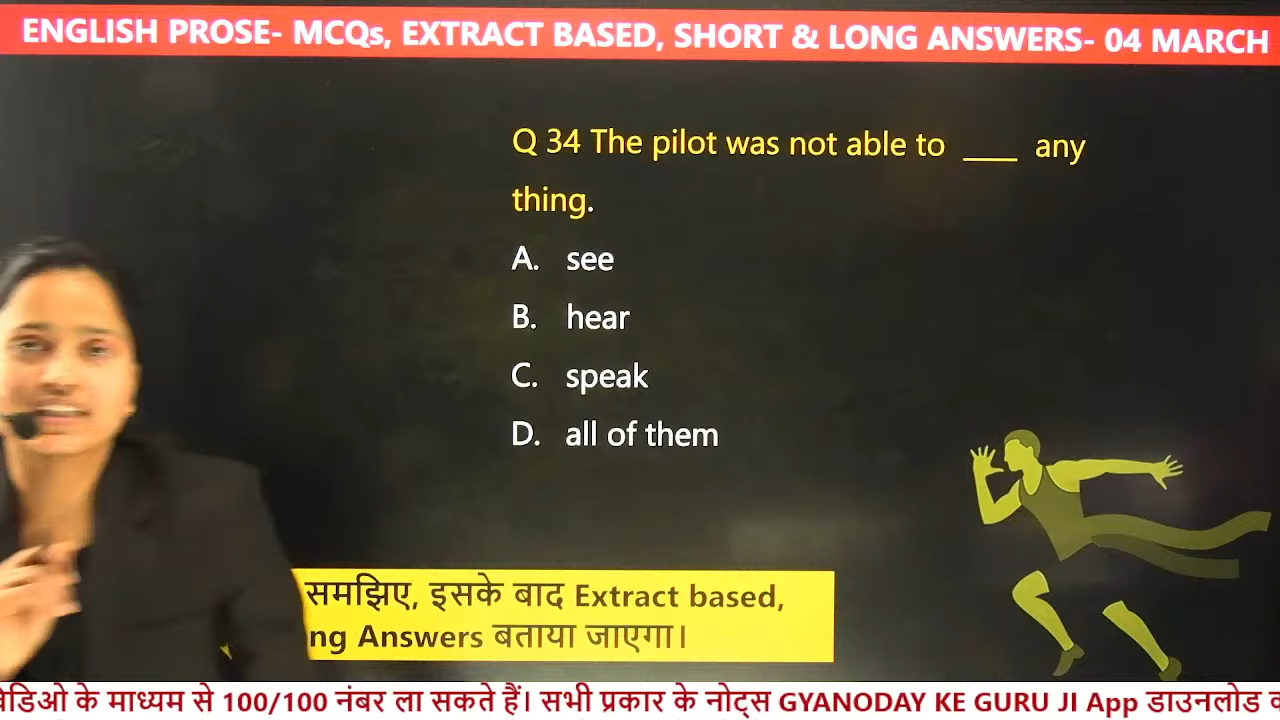 ENGLISH PROSE- MCQs, EXTRACT BASED, SHORT & LONG ANSWERS- 04 MARCH
Q 34 The pilot was not able to ____ any
thing.
A. see
B. hear
C. speak
D. all of them
समझिए, इसके बाद Extract based,
Answers बताया जाएगा।
के माध्यम से 100/100 नंबर ला सकते हैं। सभी प्रकार के नोट्स GYANODAY KE GURU JI App डाउनलोड